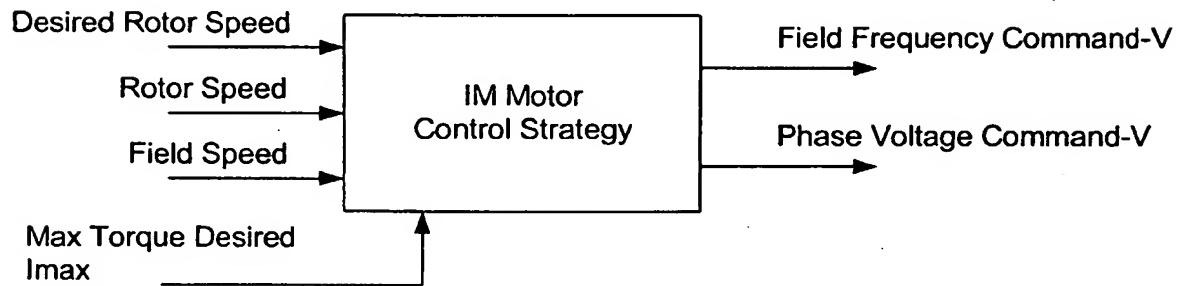 Desired Rotor Speed
Rotor Speed
Field Speed
Max Torque Desired
Imax
IM Motor
Control Strategy
Field Frequency Command-V
Phase Voltage Command-V